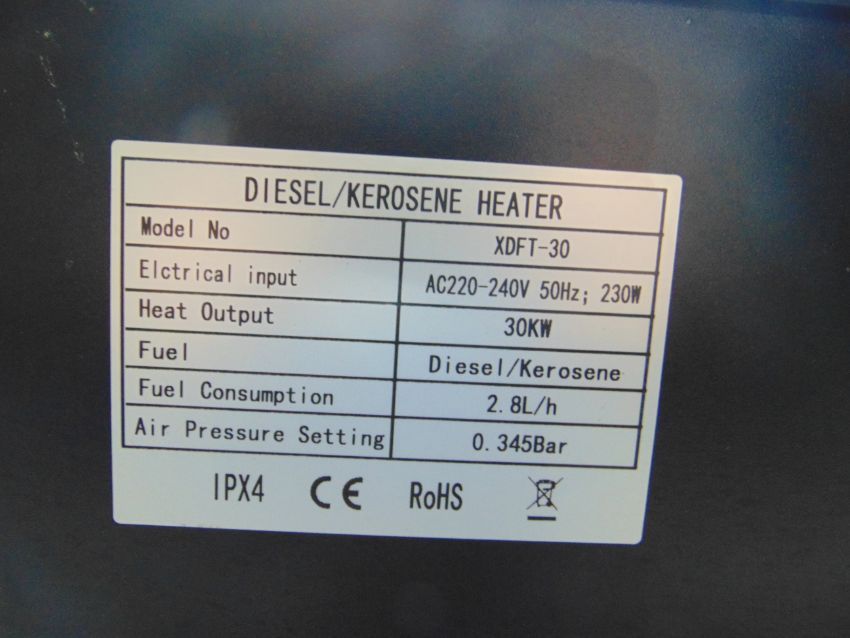 DIESEL/KEROSENE HEATER
Model No XDFT-30
Elctrical input AC220-240V 50Hz; 230W
Heat Output 30KW
Fuel Diesel/Kerosene
Fuel Consumption 2.8L/h
Air Pressure Setting 0.345Bar
IPX4 CE RoHS